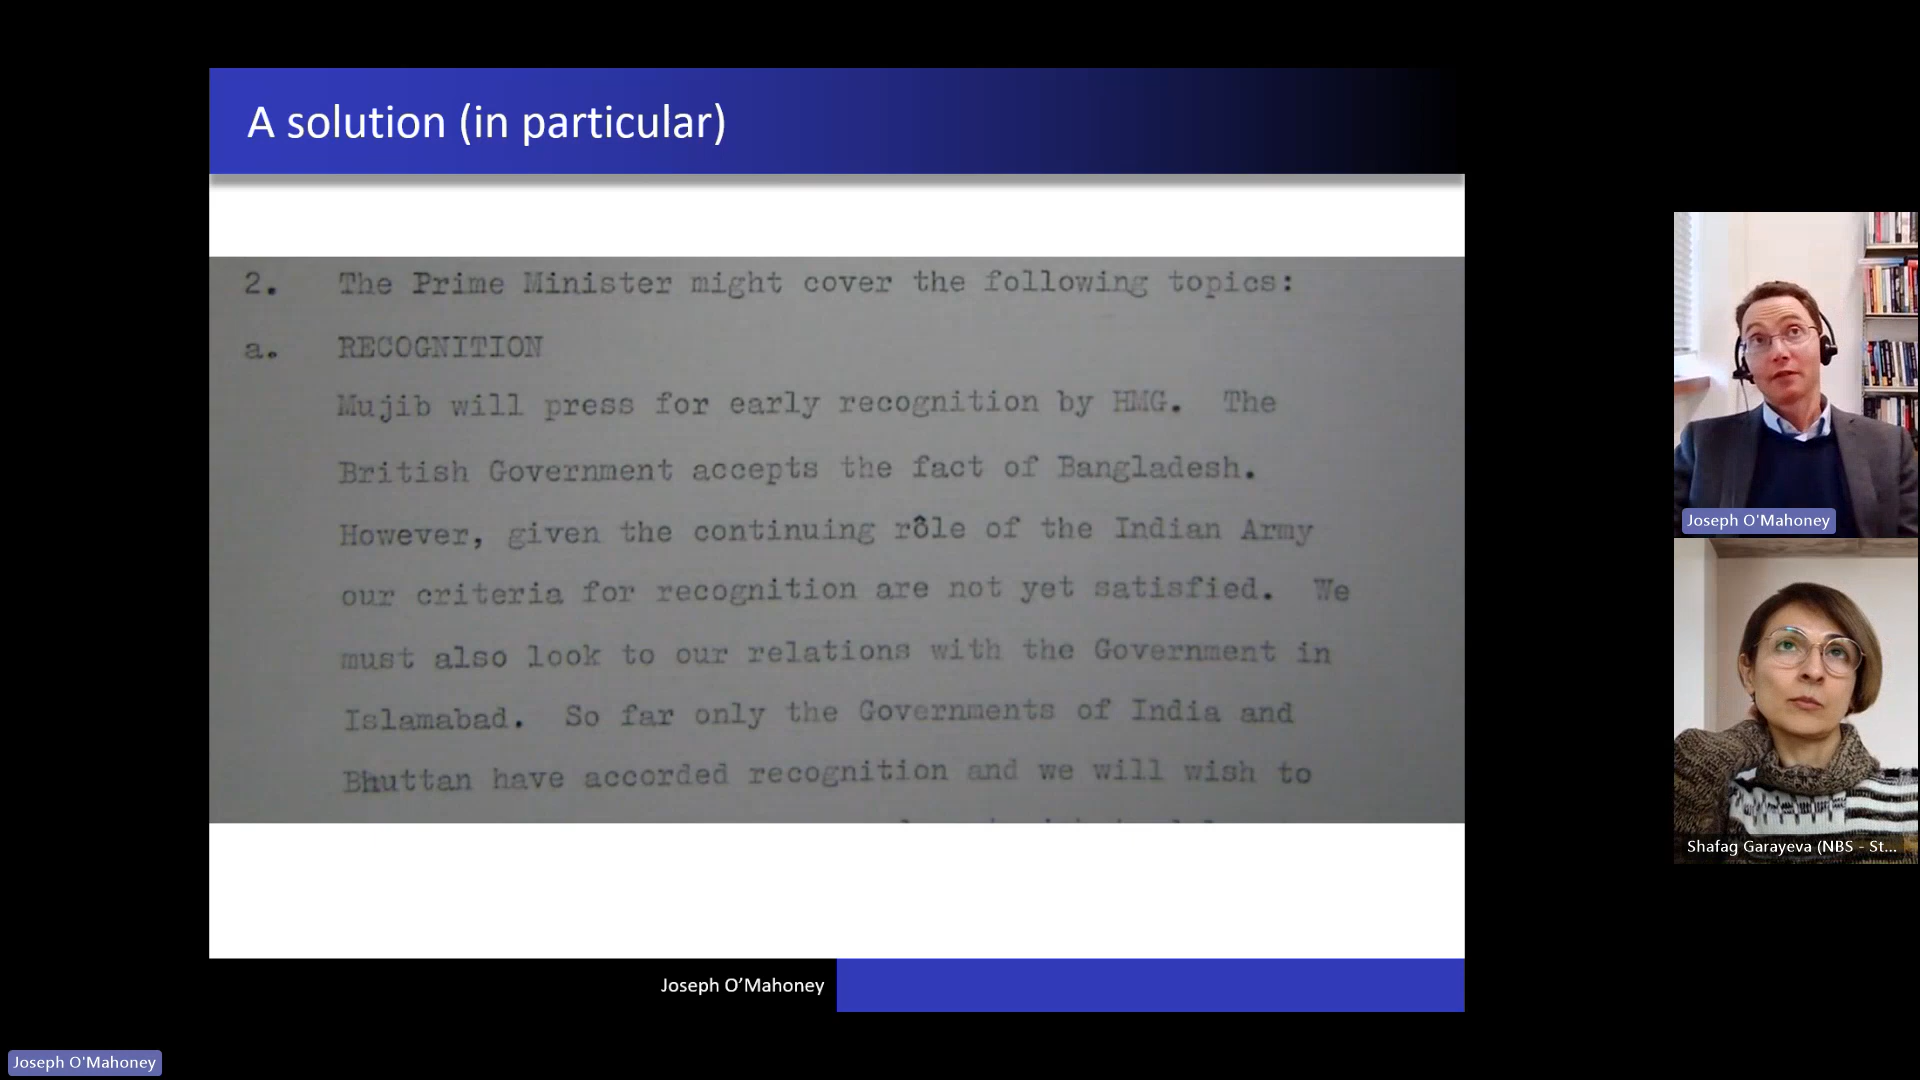 A solution (in particular)
2. The Prime Minister might cover the following topics:
a. RECOGNITION
Mujib will press for early recognition by HMG. The
British Government accepts the fact of Bangladesh.
However, given the continuing rôle of the Indian Army
our criteria for recognition are not yet satisfied. We
must also look to our relations with the Government in
Islamabad. So far only the Governments of India and
Bhuttan have accorded recognition and we will wish to
Joseph O’Mahoney
Joseph O'Mahoney
Shafag Garayeva (NBS - St...
Joseph O'Mahoney